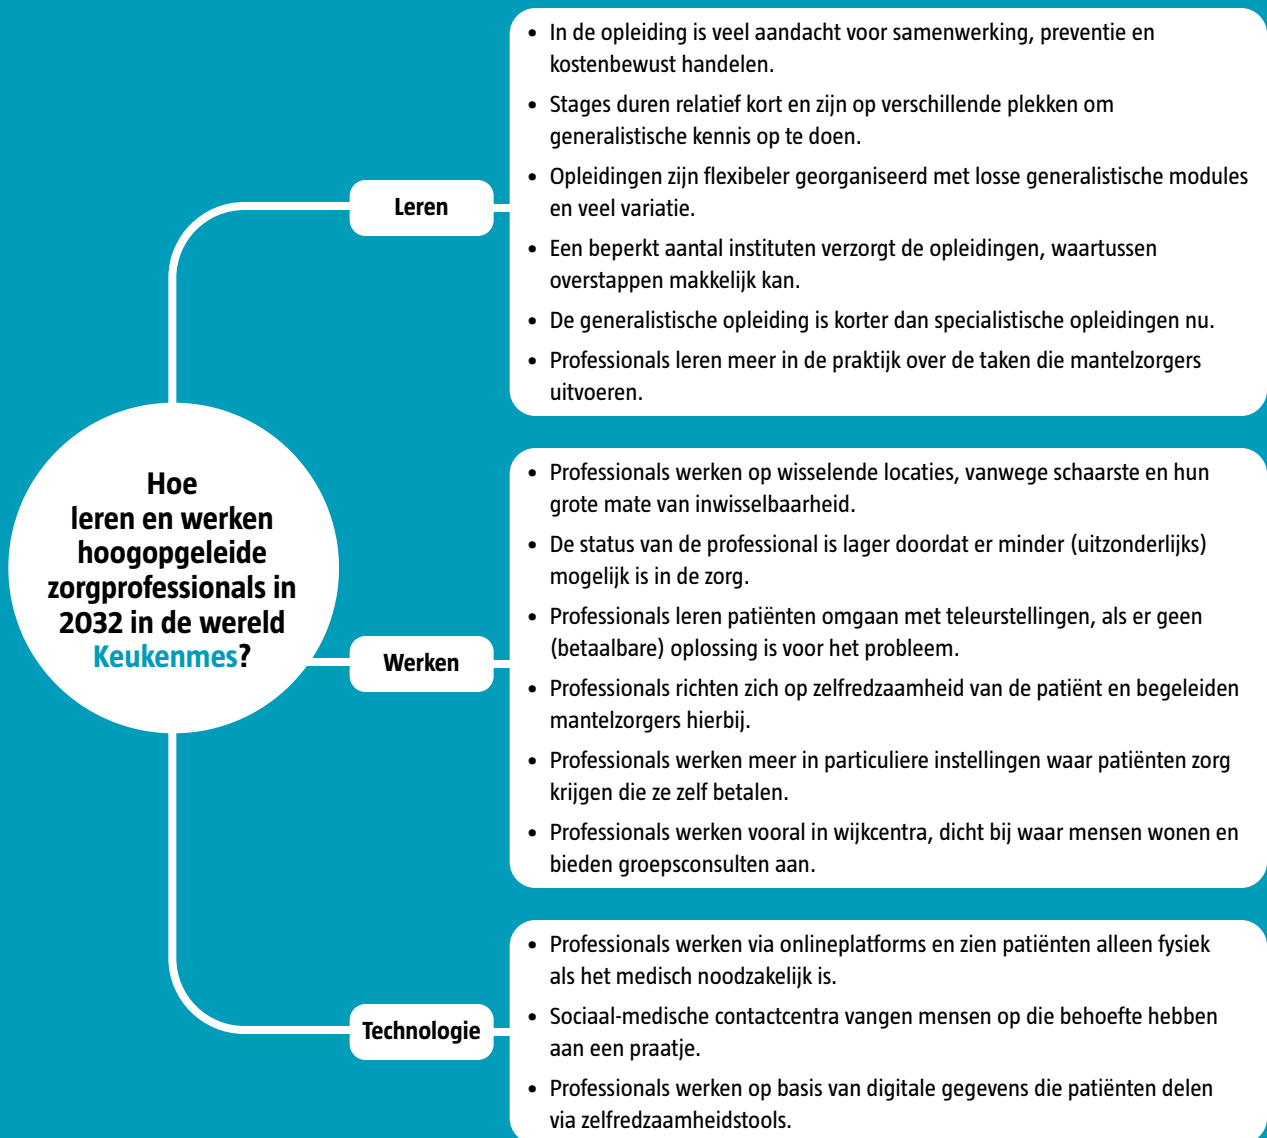 Hoe
leren en werken
hoogopgeleide
zorgprofessionals in
2032 in de wereld
Keukenmes?
Leren
• In de opleiding is veel aandacht voor samenwerking, preventie en
kostenbewust handelen.
• Stages duren relatief kort en zijn op verschillende plekken om
generalistische kennis op te doen.
• Opleidingen zijn flexibeler georganiseerd met losse generalistische modules
en veel variatie.
• Een beperkt aantal instituten verzorgt de opleidingen, waartussen
overstappen makkelijk kan.
• De generalistische opleiding is korter dan specialistische opleidingen nu.
• Professionals leren meer in de praktijk over de taken die mantelzorgers
uitvoeren.
Werken
• Professionals werken op wisselende locaties, vanwege schaarste en hun
grote mate van inwisselbaarheid.
• De status van de professional is lager doordat er minder (uitzonderlijks)
mogelijk is in de zorg.
• Professionals leren patiënten omgaan met teleurstellingen, als er geen
(betaalbare) oplossing is voor het probleem.
• Professionals richten zich op zelfredzaamheid van de patiënt en begeleiden
mantelzorgers hierbij.
• Professionals werken meer in particuliere instellingen waar patiënten zorg
krijgen die ze zelf betalen.
• Professionals werken vooral in wijkcentra, dicht bij waar mensen wonen en
bieden groepsconsulten aan.
Technologie
• Professionals werken via onlineplatforms en zien patiënten alleen fysiek
als het medisch noodzakelijk is.
• Sociaal-medische contactcentra vangen mensen op die behoefte hebben
aan een praatje.
• Professionals werken op basis van digitale gegevens die patiënten delen
via zelfredzaamheidstools.